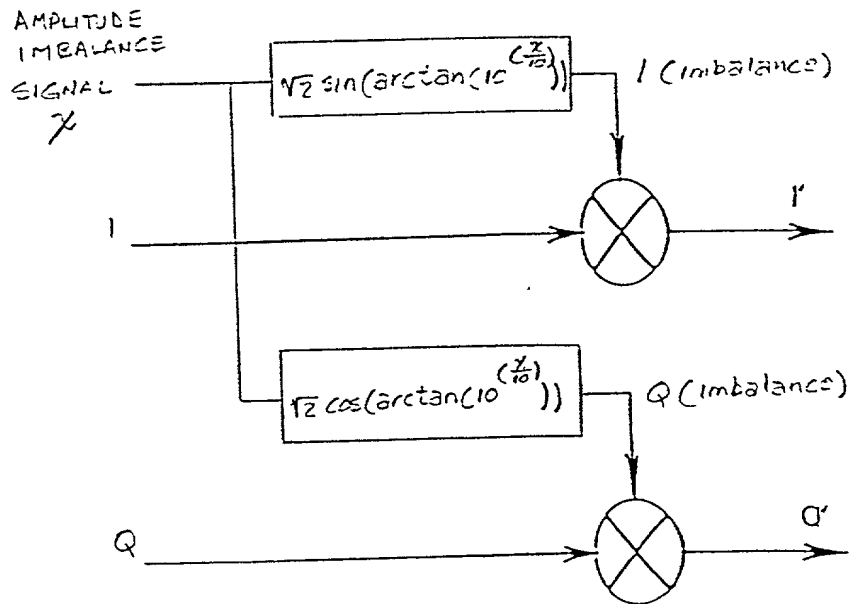 AMPLITUDE
IMBALANCE
SIGNAL
χ
√2 sin(arctan(10^(χ/10)))
I (imbalance)
I
I'
√2 cos(arctan(10^(χ/10)))
Q (imbalance)
Q
Q'